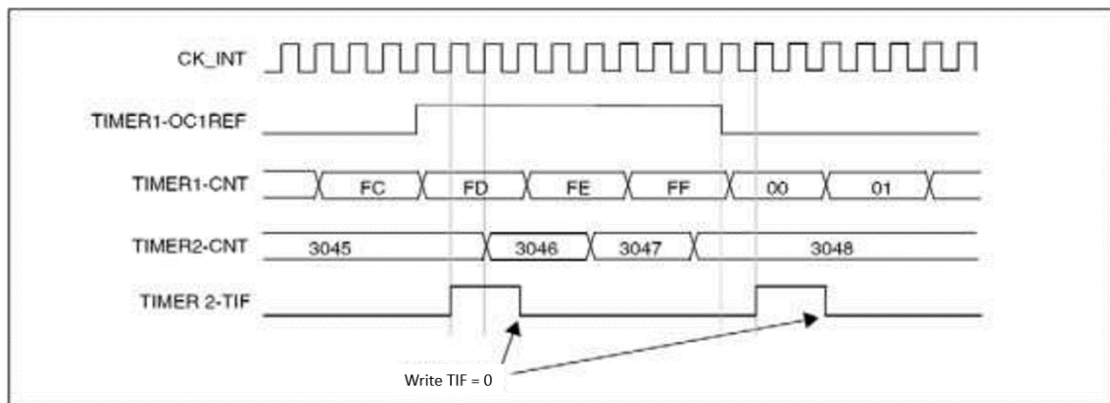 CK_INT
TIMER1-OC1REF
TIMER1-CNT FC FD FE FF 00 01
TIMER2-CNT 3045 3046 3047 3048
TIMER 2-TIF
Write TIF = 0